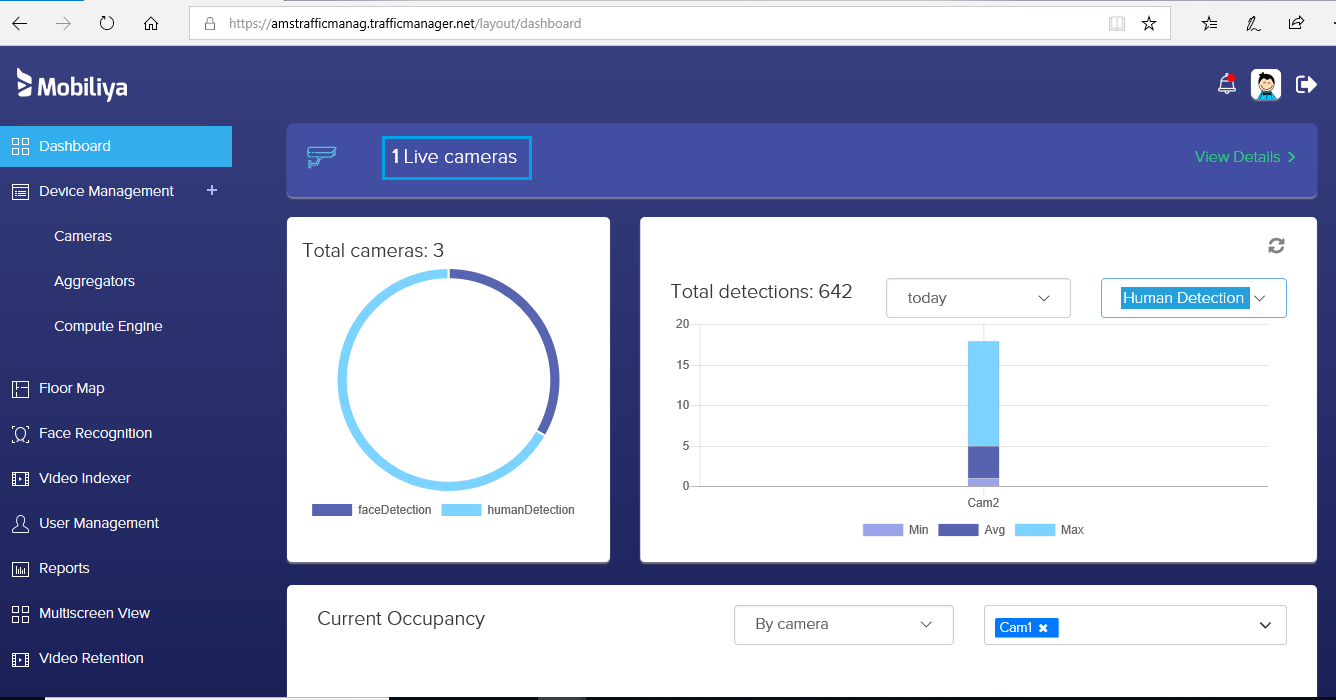 https://amstrafficmanag.trafficmanager.net/layout/dashboard
Mobiliya
Dashboard
Device Management +
Cameras
Aggregators
Compute Engine
Floor Map
Face Recognition
Video Indexer
User Management
Reports
Multiscreen View
Video Retention
1 Live cameras
View Details >
Total cameras: 3
faceDetection humanDetection
Total detections: 642
today
Human Detection
20
15
10
5
0
Cam2
Min Avg Max
Current Occupancy
By camera
Cam1 ×